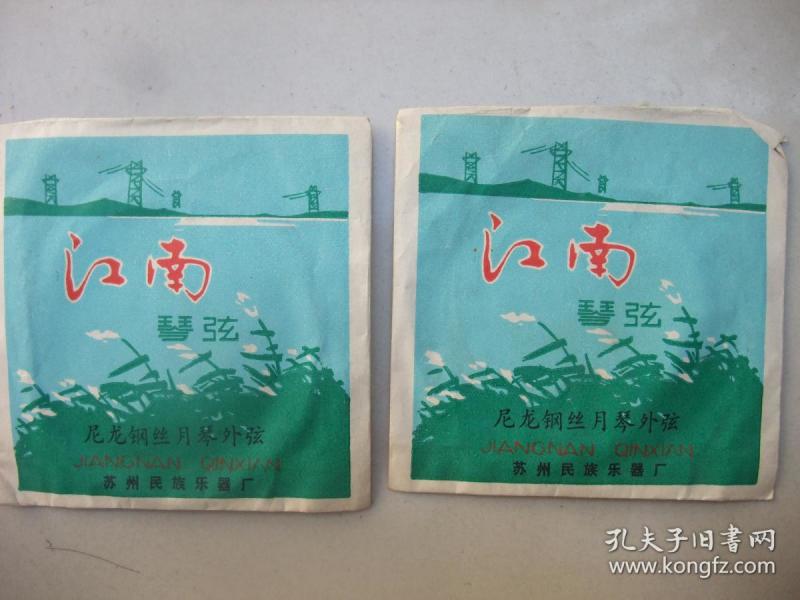 江南
琴弦
尼龙钢丝月琴外弦
JIANGNAN QINXIAN
苏州民族乐器厂
江南
琴弦
尼龙钢丝月琴外弦
JIANGNAN QINXIAN
苏州民族乐器厂
孔夫子旧书网
www.kongfz.com